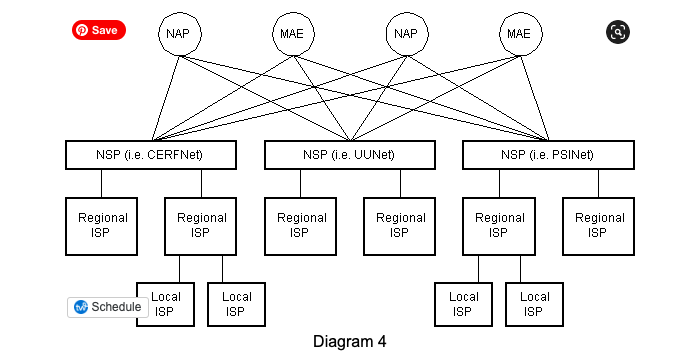 Save
NAP MAE NAP MAE
NSP (i.e. CERFNet) NSP (i.e. UUNet) NSP (i.e. PSINet)
Regional ISP
Regional ISP
Regional ISP
Regional ISP
Regional ISP
Regional ISP
Local ISP
Local ISP
Local ISP
Local ISP
tvf Schedule
Diagram 4